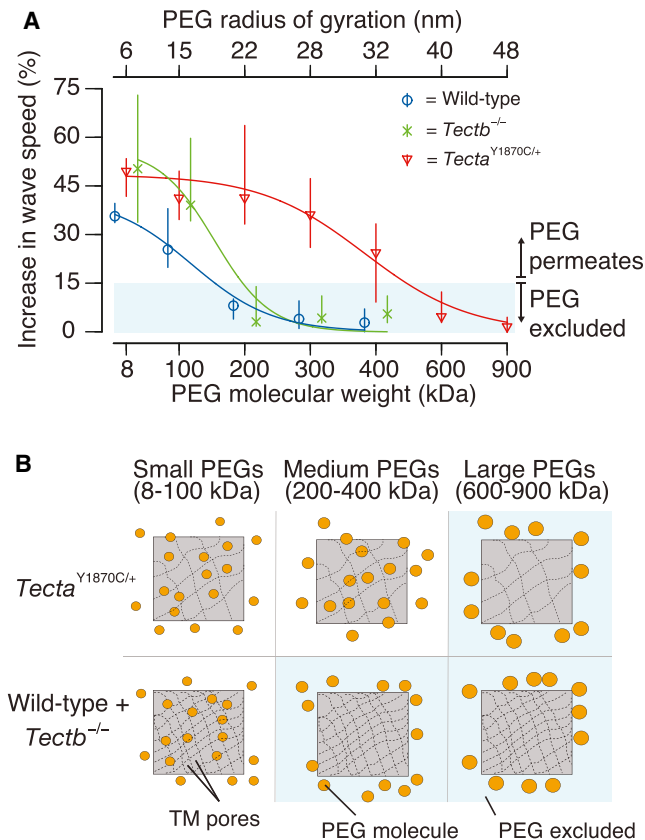 A
PEG radius of gyration (nm)
6 15 22 28 32 40 48
Increase in wave speed (%)
75
60
45
30
15
0
= Wild-type
= Tectb−/−
= TectaY1870C/+
PEG
permeates
PEG
excluded
8 100 200 300 400 600 900
PEG molecular weight (kDa)
B
Small PEGs
(8-100 kDa)
Medium PEGs
(200-400 kDa)
Large PEGs
(600-900 kDa)
TectaY1870C/+
Wild-type +
Tectb−/−
TM pores
PEG molecule
PEG excluded